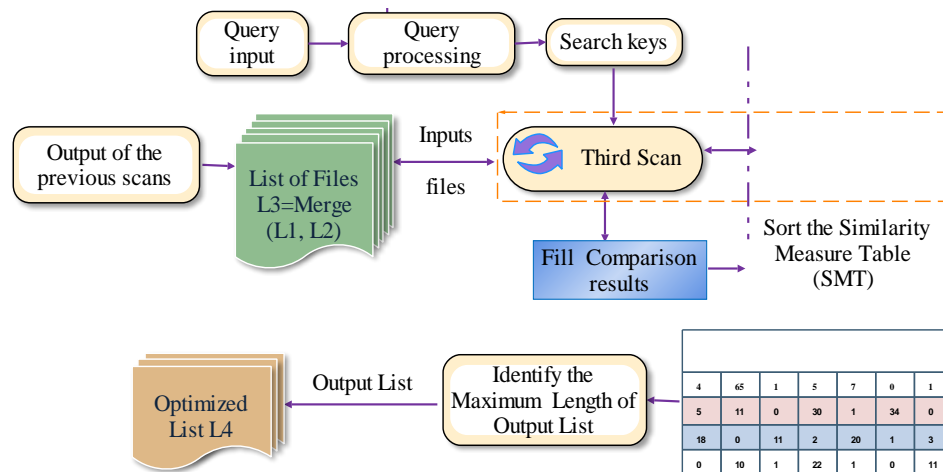 Query
input
Query
processing
Search keys
Output of the
previous scans
List of Files
L3=Merge
(L1, L2)
Inputs
files
Third Scan
Fill Comparison
results
Sort the Similarity
Measure Table
(SMT)
Optimized
List L4
Output List
Identify the
Maximum Length of
Output List
4 65 1 5 7 0 1
5 11 0 30 1 34 0
18 0 11 2 20 1 3
0 10 1 22 1 0 11